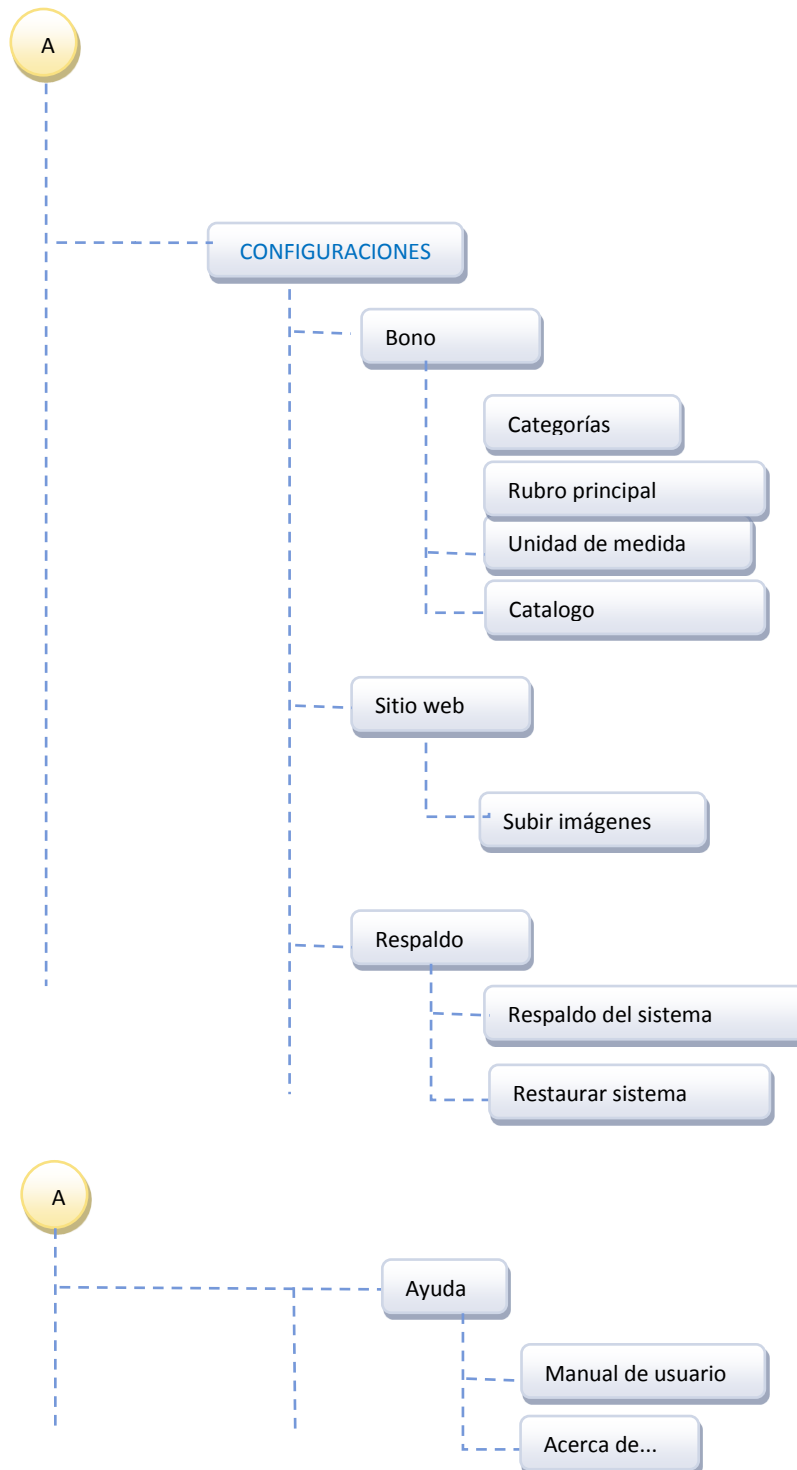 A
CONFIGURACIONES
Bono
Categorías
Rubro principal
Unidad de medida
Catalogo
Sitio web
Subir imágenes
Respaldo
Respaldo del sistema
Restaurar sistema
A
Ayuda
Manual de usuario
Acerca de...